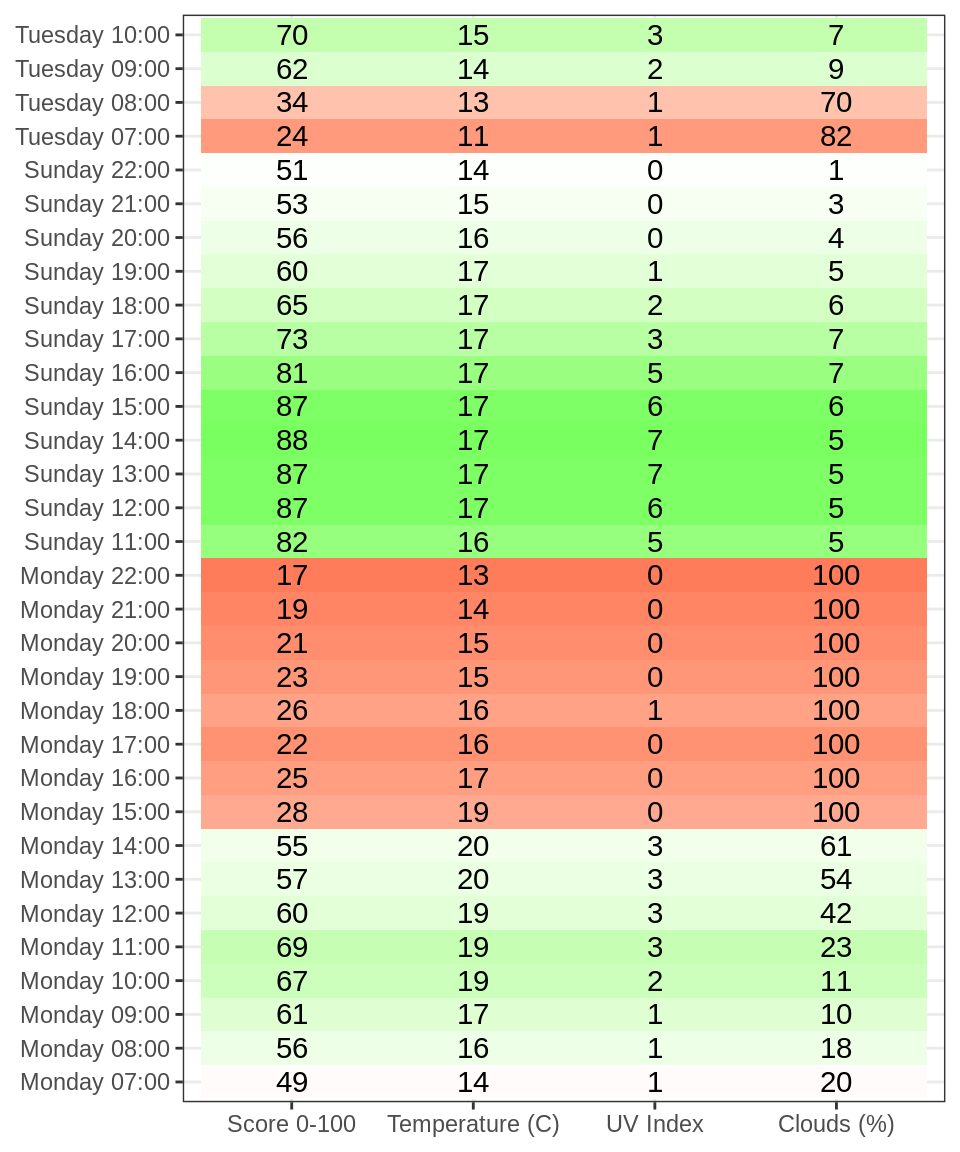 Tuesday 10:00 70 15 3 7
Tuesday 09:00 62 14 2 9
Tuesday 08:00 34 13 1 70
Tuesday 07:00 24 11 1 82
Sunday 22:00 51 14 0 1
Sunday 21:00 53 15 0 3
Sunday 20:00 56 16 0 4
Sunday 19:00 60 17 1 5
Sunday 18:00 65 17 2 6
Sunday 17:00 73 17 3 7
Sunday 16:00 81 17 5 7
Sunday 15:00 87 17 6 6
Sunday 14:00 88 17 7 5
Sunday 13:00 87 17 7 5
Sunday 12:00 87 17 6 5
Sunday 11:00 82 16 5 5
Monday 22:00 17 13 0 100
Monday 21:00 19 14 0 100
Monday 20:00 21 15 0 100
Monday 19:00 23 15 0 100
Monday 18:00 26 16 1 100
Monday 17:00 22 16 0 100
Monday 16:00 25 17 0 100
Monday 15:00 28 19 0 100
Monday 14:00 55 20 3 61
Monday 13:00 57 20 3 54
Monday 12:00 60 19 3 42
Monday 11:00 69 19 3 23
Monday 10:00 67 19 2 11
Monday 09:00 61 17 1 10
Monday 08:00 56 16 1 18
Monday 07:00 49 14 1 20
Score 0-100 Temperature (C) UV Index Clouds (%)